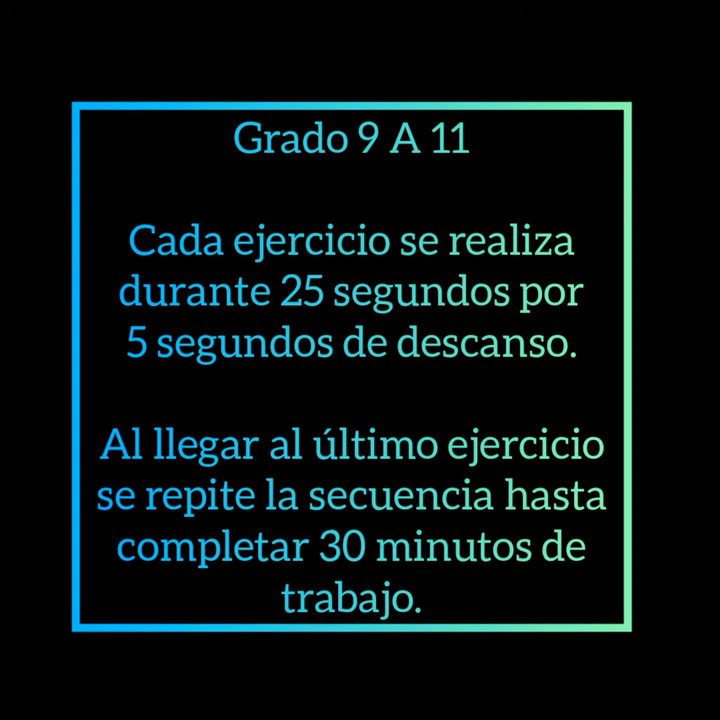 Grado 9 A 11
Cada ejercicio se realiza
durante 25 segundos por
5 segundos de descanso.
Al llegar al último ejercicio
se repite la secuencia hasta
completar 30 minutos de
trabajo.